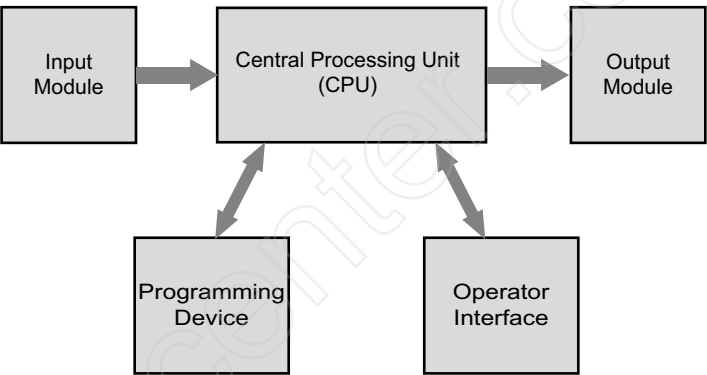 Input
Module
Central Processing Unit
(CPU)
Output
Module
Programming
Device
Operator
Interface